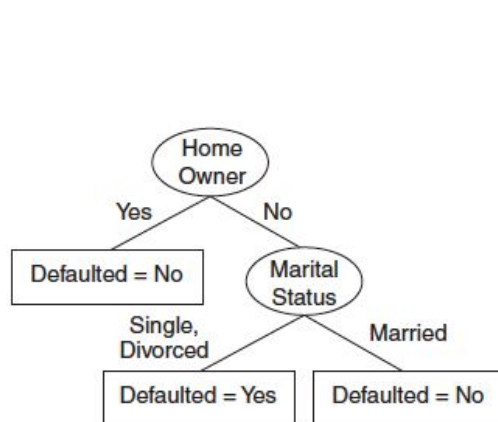 Home
Owner
Yes
No
Defaulted = No
Marital
Status
Single,
Divorced
Married
Defaulted = Yes
Defaulted = No